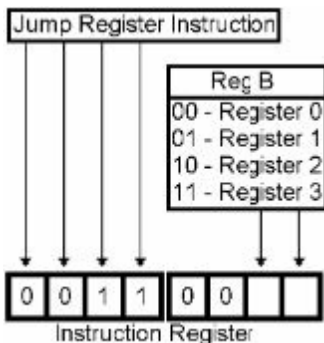 Jump Register Instruction
Reg B
00 - Register 0
01 - Register 1
10 - Register 2
11 - Register 3
0 0 1 1 0 0
Instruction Register